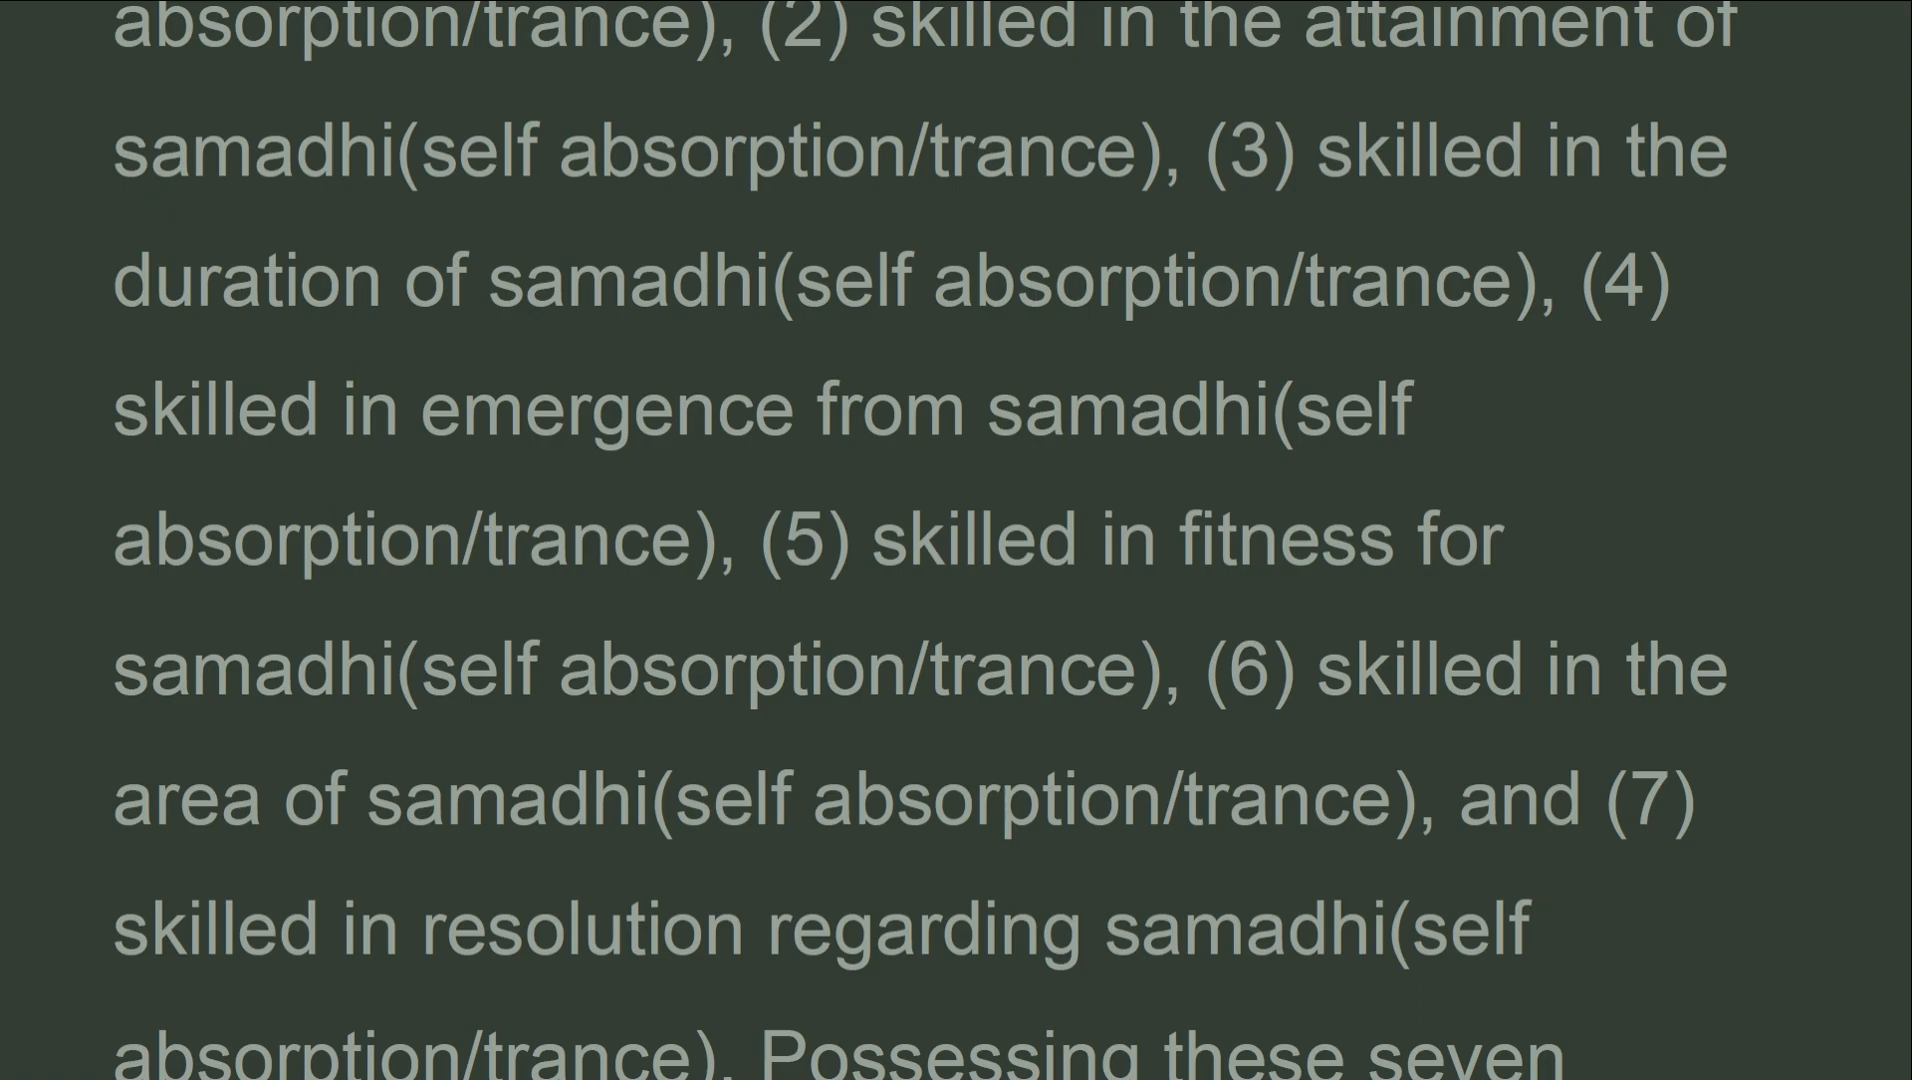 absorption/trance), (2) skilled in the attainment of
samadhi(self absorption/trance), (3) skilled in the
duration of samadhi(self absorption/trance), (4)
skilled in emergence from samadhi(self
absorption/trance), (5) skilled in fitness for
samadhi(self absorption/trance), (6) skilled in the
area of samadhi(self absorption/trance), and (7)
skilled in resolution regarding samadhi(self
absorption/trance). Possessing these seven